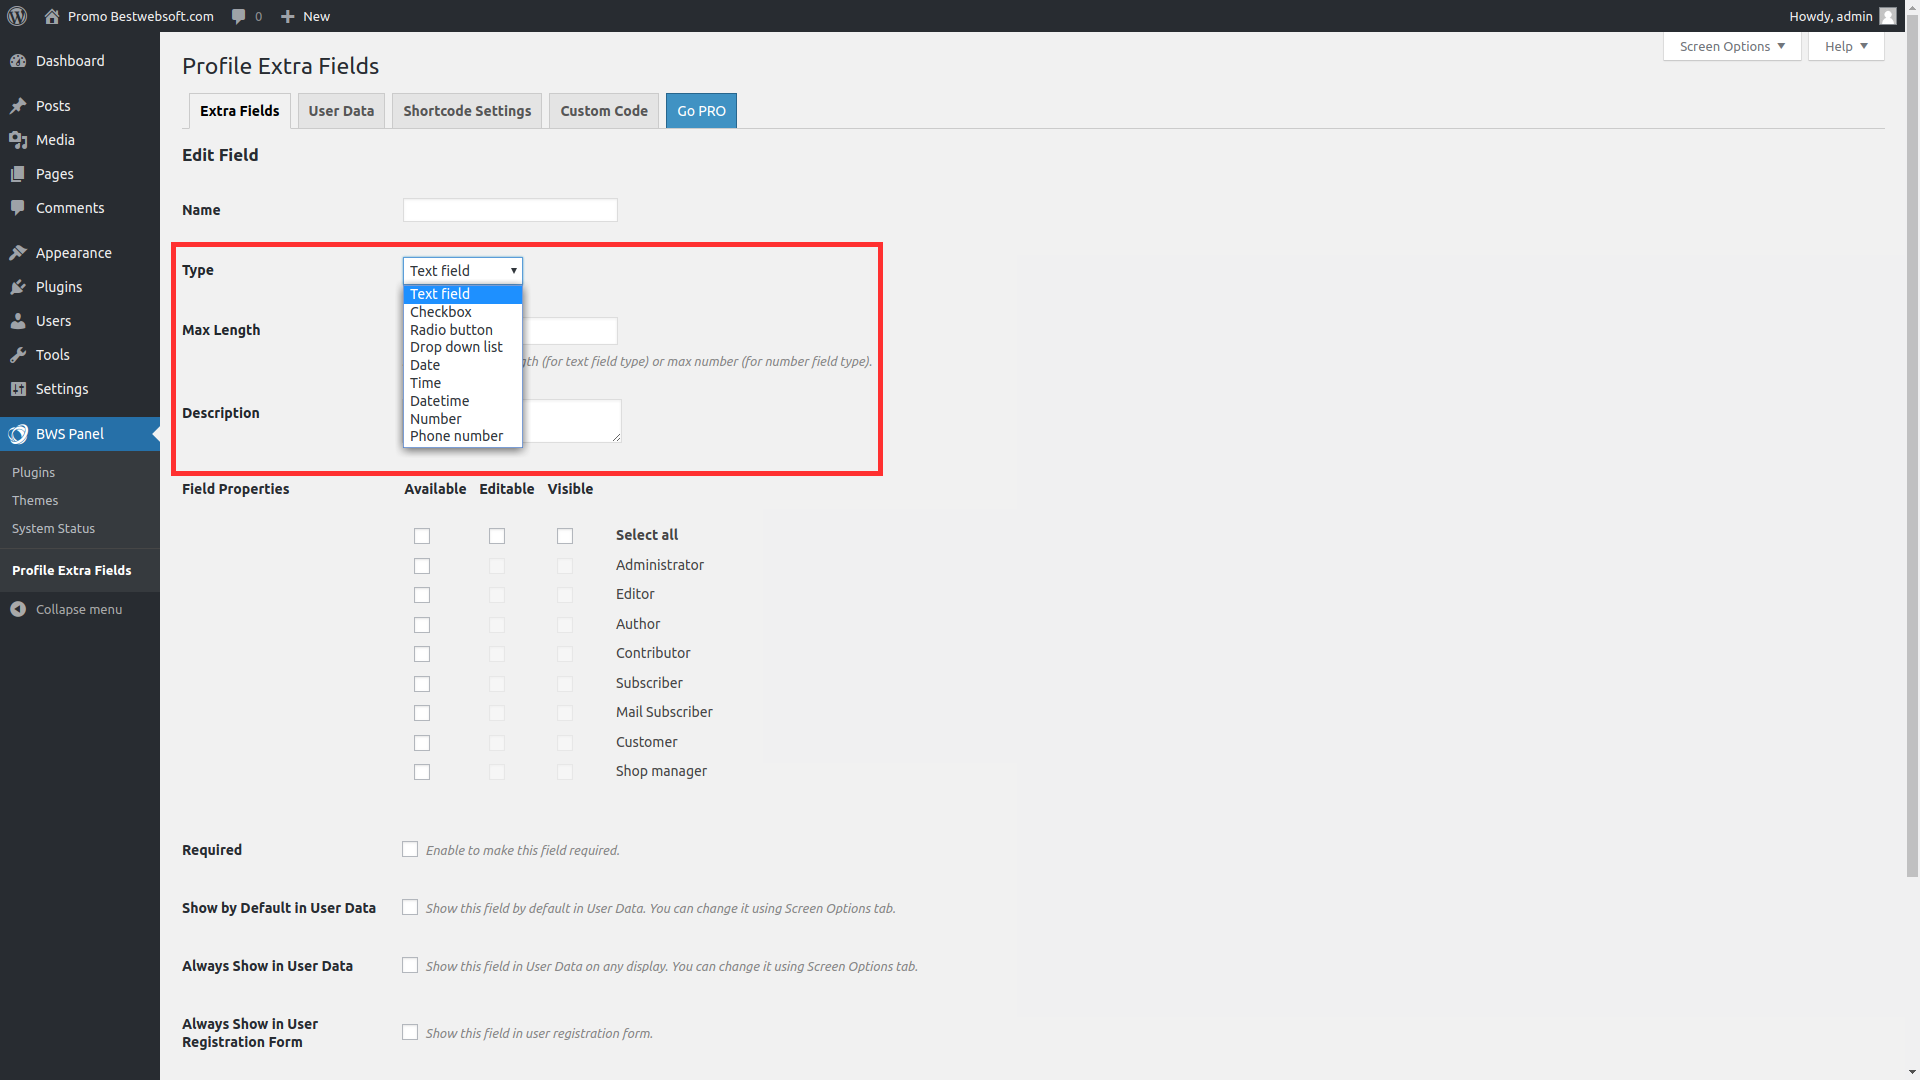 Promo Bestwebsoft.com
0
New
Howdy, admin
Dashboard
Posts
Media
Pages
Comments
Appearance
Plugins
Users
Tools
Settings
BWS Panel
Plugins
Themes
System Status
Profile Extra Fields
Collapse menu
Screen Options
Help
Profile Extra Fields
Extra Fields
User Data
Shortcode Settings
Custom Code
Go PRO
Edit Field
Name
Type
Text field
Text field
Checkbox
Radio button
Drop down list
Date
Time
Datetime
Number
Phone number
Max Length
(for text field type) or max number (for number field type).
Description
Field Properties
Available Editable Visible
Select all
Administrator
Editor
Author
Contributor
Subscriber
Mail Subscriber
Customer
Shop manager
Required
Enable to make this field required.
Show by Default in User Data
Show this field by default in User Data. You can change it using Screen Options tab.
Always Show in User Data
Show this field in User Data on any display. You can change it using Screen Options tab.
Always Show in User
Registration Form
Show this field in user registration form.